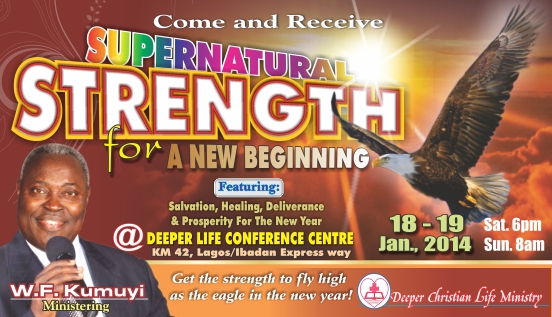 Come and Receive
SUPERNATURAL
STRENGTH
for A NEW BEGINNING
Featuring:
Salvation, Healing, Deliverance
& Prosperity For The New Year
@ DEEPER LIFE CONFERENCE CENTRE
KM 42, Lagos/Ibadan Express way
18 - 19
Jan., 2014
Sat. 6pm
Sun. 8am
W.F. Kumuyi
Ministering
Get the strength to fly high
as the eagle in the new year!
Deeper Christian Life Ministry